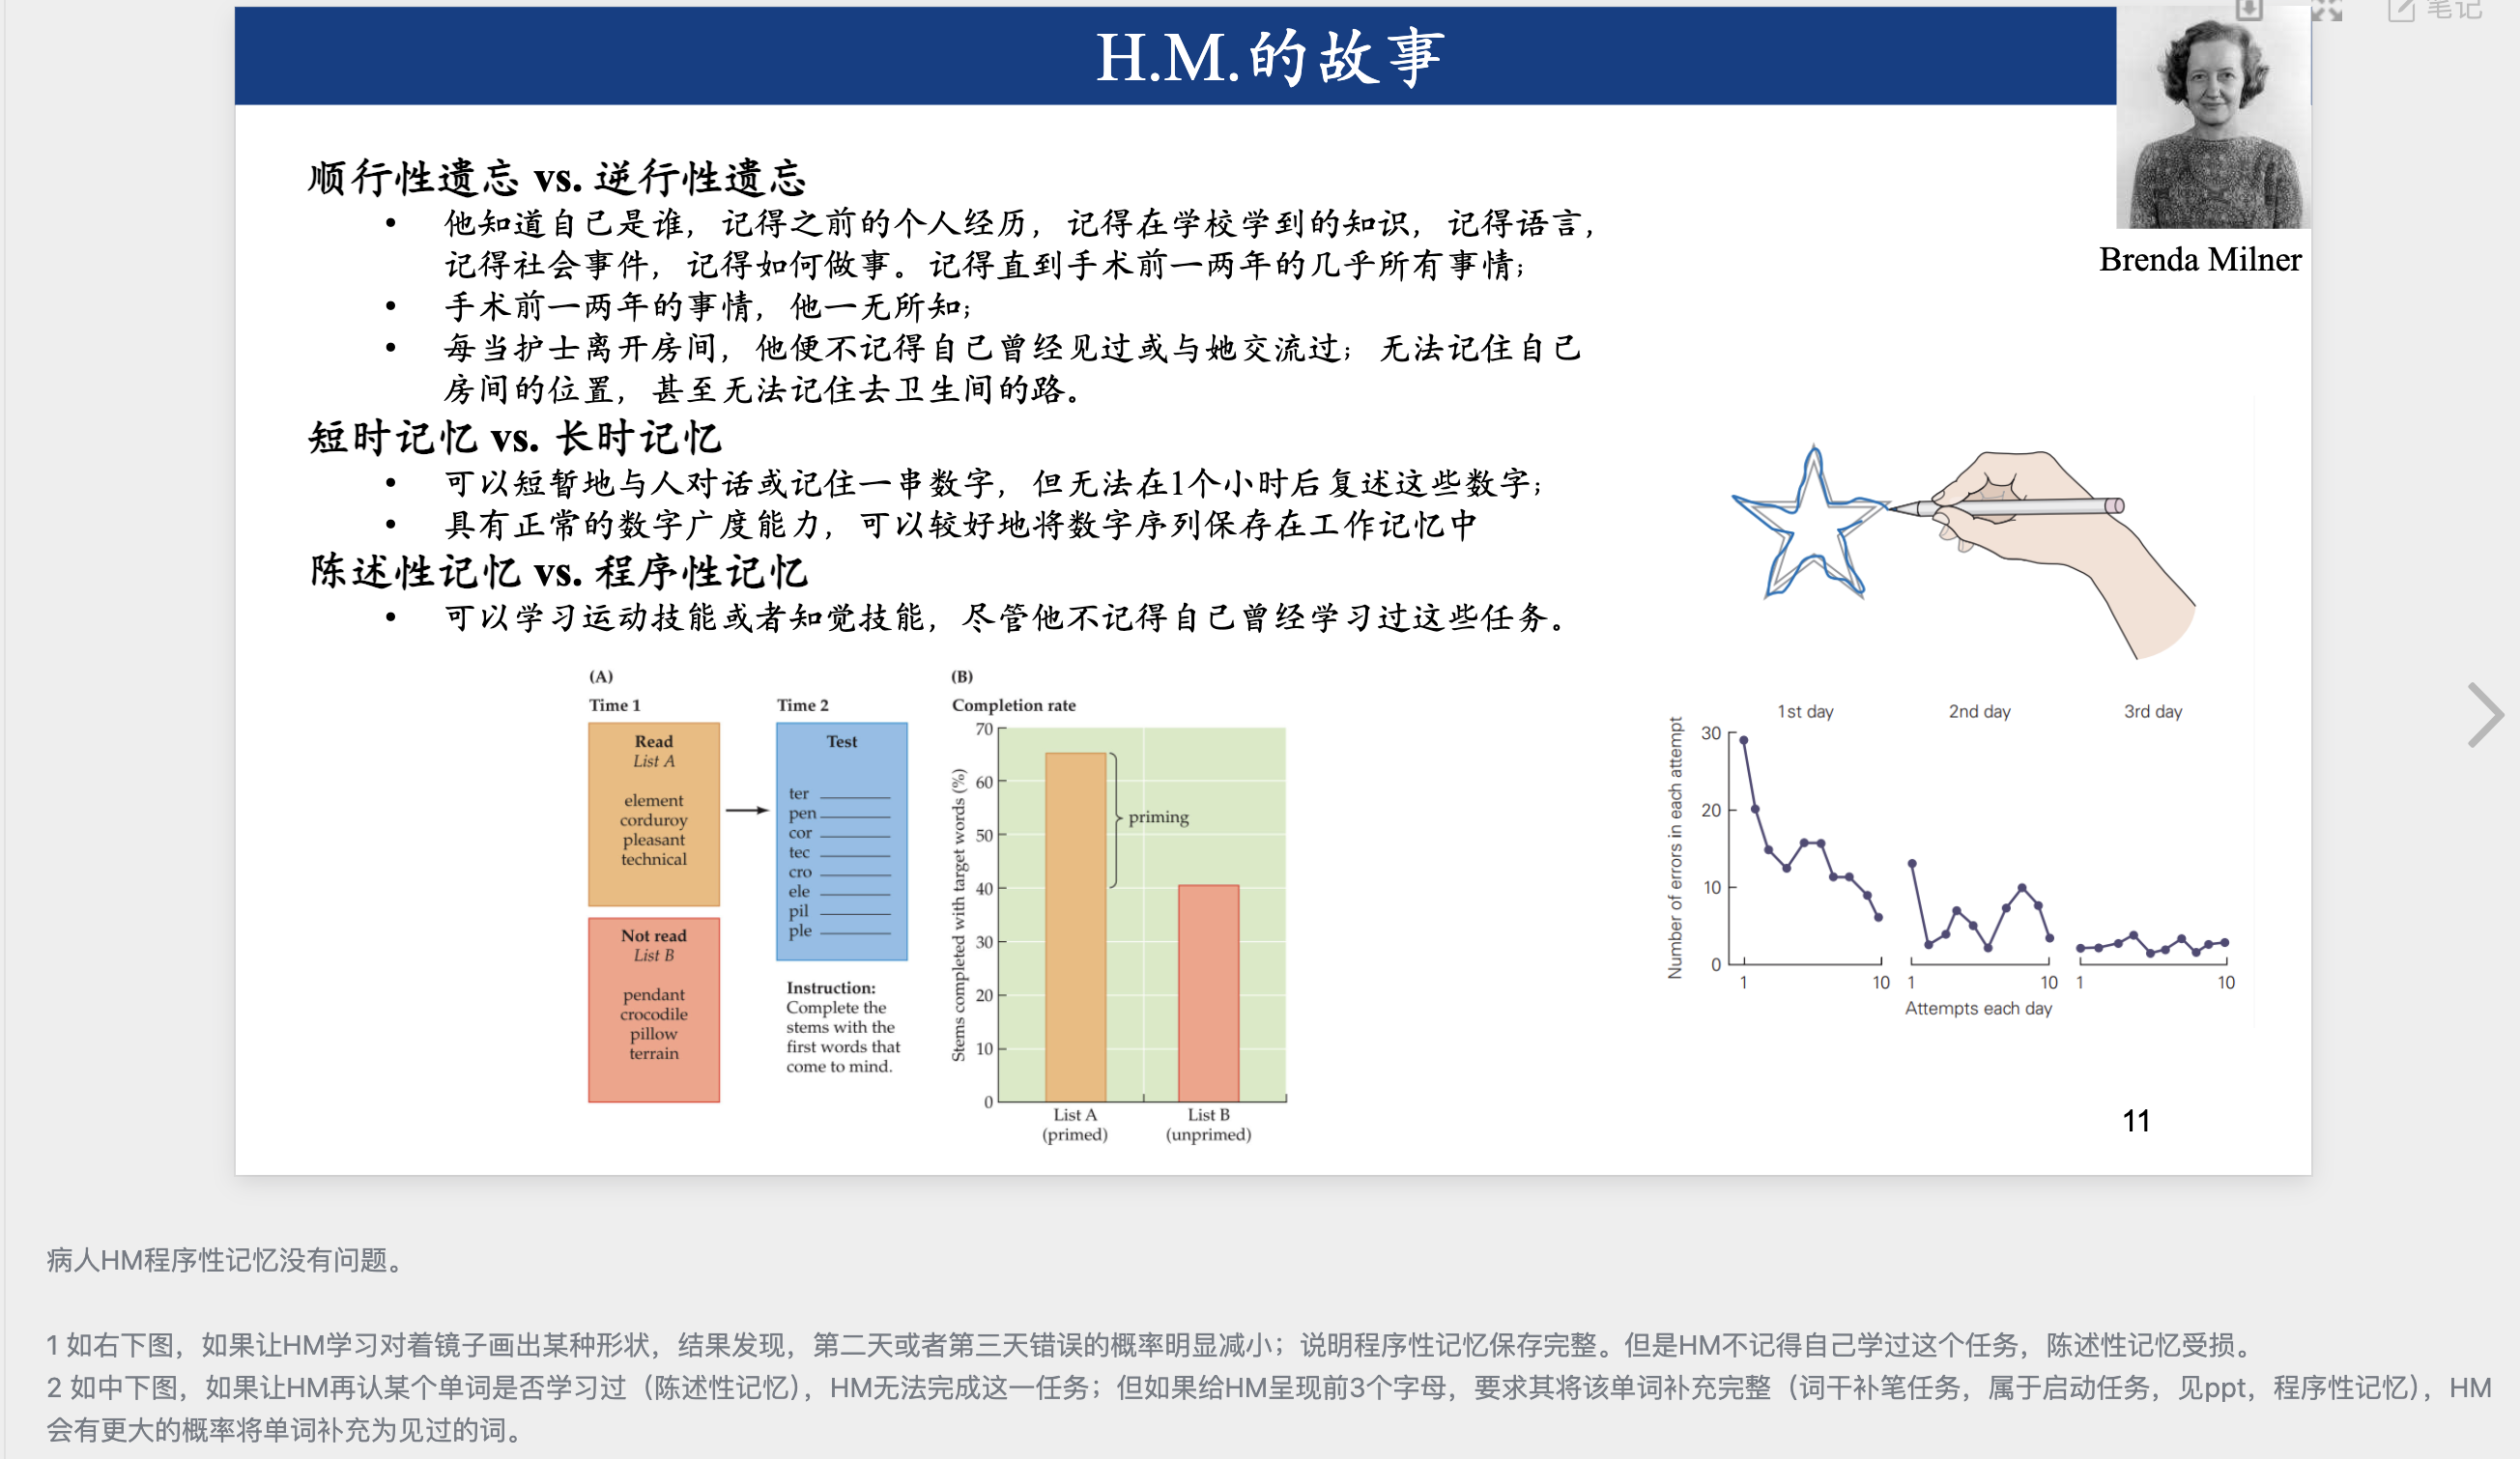 笔记
H.M.的故事
Brenda Milner
顺行性遗忘 vs. 逆行性遗忘
• 他知道自己是谁，记得之前的个人经历，记得在学校学到的知识，记得语言，
记得社会事件，记得如何做事。记得直到手术前一两年的几乎所有事情；
• 手术前一两年的事情，他一无所知；
• 每当护士离开房间，他便不记得自己曾经见过或与她交流过；无法记住自己
房间的位置，甚至无法记住去卫生间的路。
短时记忆 vs. 长时记忆
• 可以短暂地与人对话或记住一串数字，但无法在1个小时后复述这些数字；
• 具有正常的数字广度能力，可以较好地将数字序列保存在工作记忆中
陈述性记忆 vs. 程序性记忆
• 可以学习运动技能或者知觉技能，尽管他不记得自己曾经学习过这些任务。
(A)
Time 1
Read
List A
element
corduroy
pleasant
technical
Not read
List B
pendant
crocodile
pillow
terrain
Time 2
Test
ter
pen
cor
tec
cro
ele
pil
ple
Instruction:
Complete the
stems with the
first words that
come to mind.
(B)
Completion rate
Stems completed with target words (%)
70
60
50
40
30
20
10
0
priming
List A
(primed)
List B
(unprimed)
1st day
2nd day
3rd day
Number of errors in each attempt
30
20
10
0
1 10 1 10 1 10
Attempts each day
11
病人HM程序性记忆没有问题。
1 如右下图，如果让HM学习对着镜子画出某种形状，结果发现，第二天或者第三天错误的概率明显减小；说明程序性记忆保存完整。但是HM不记得自己学过这个任务，陈述性记忆受损。
2 如中下图，如果让HM再认某个单词是否学习过（陈述性记忆），HM无法完成这一任务；但如果给HM呈现前3个字母，要求其将该单词补充完整（词干补笔任务，属于启动任务，见ppt，程序性记忆），HM
会有更大的概率将单词补充为见过的词。